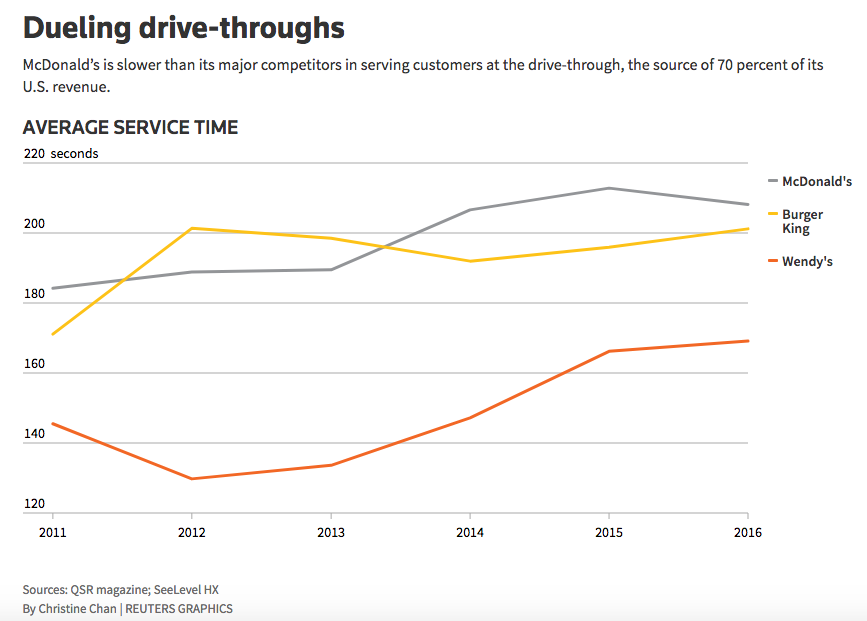 Dueling drive-throughs
McDonald's is slower than its major competitors in serving customers at the drive-through, the source of 70 percent of its
U.S. revenue.
AVERAGE SERVICE TIME
220 seconds
McDonald's
Burger
King
Wendy's
200
180
160
140
120
2011 2012 2013 2014 2015 2016
Sources: QSR magazine; SeeLevel HX
By Christine Chan | REUTERS GRAPHICS